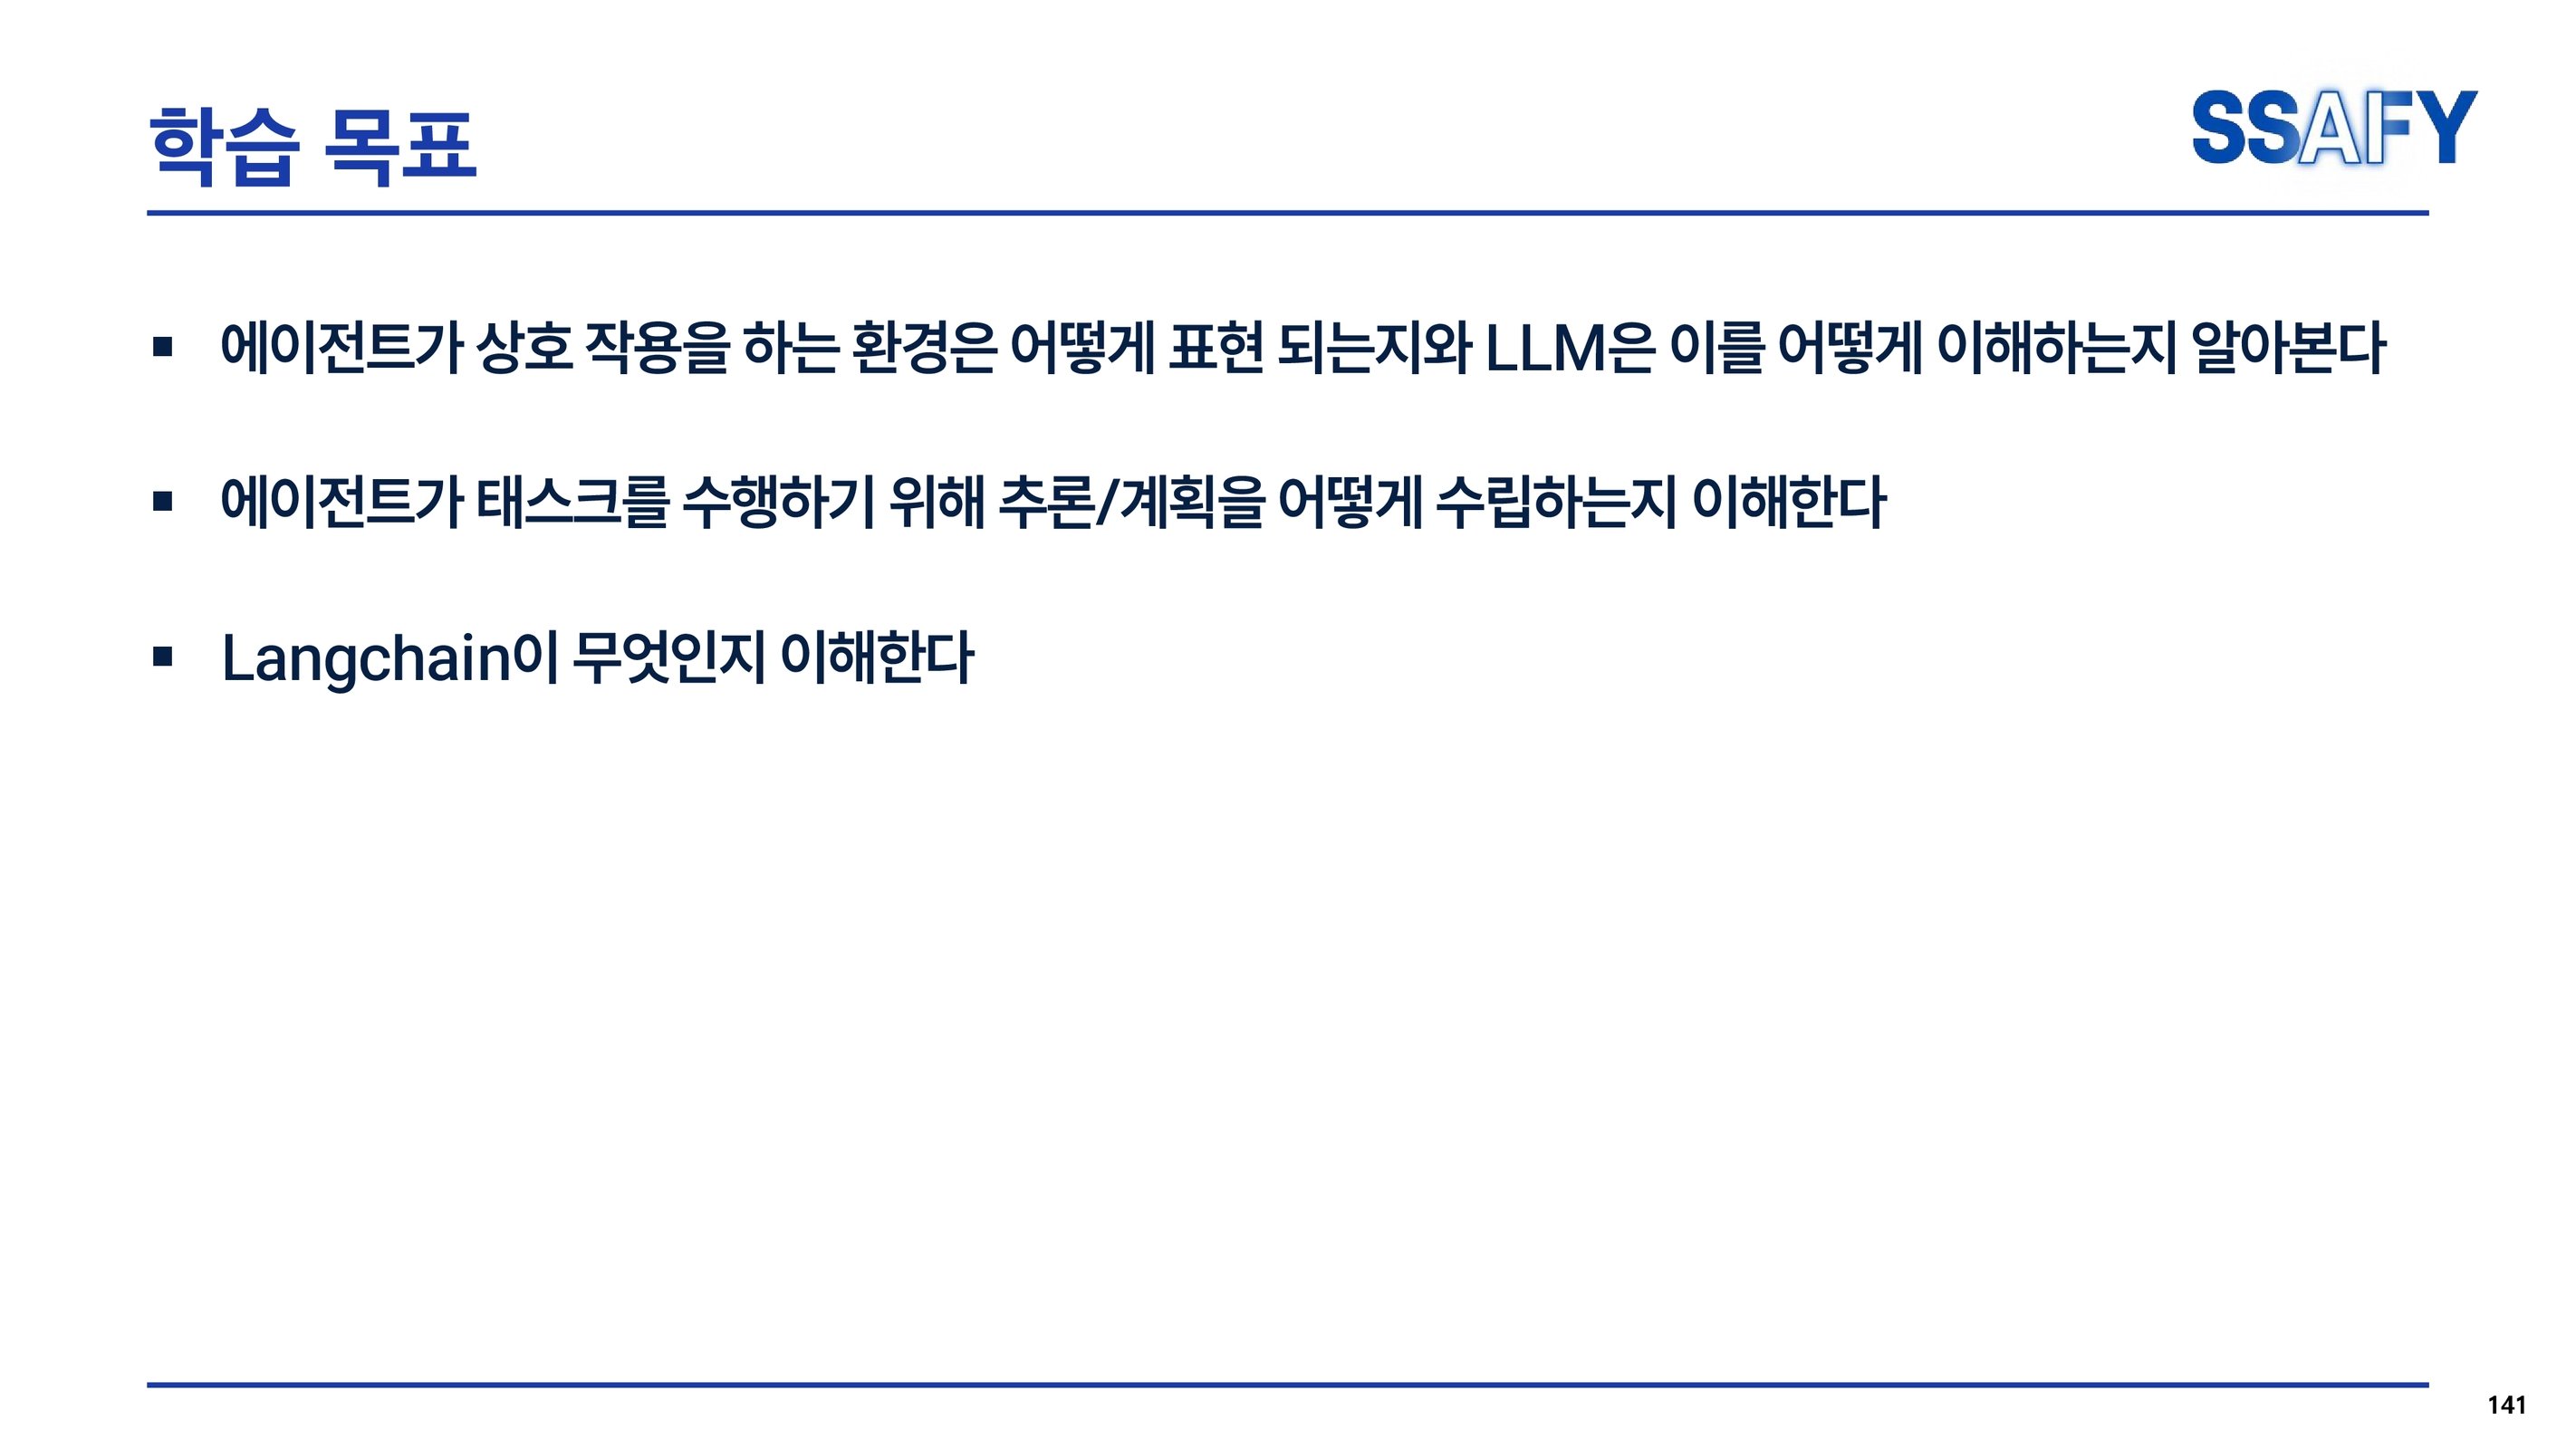 학습 목표
SSAFY
▪ 에이전트가 상호 작용을 하는 환경은 어떻게 표현 되는지와 LLM은 이를 어떻게 이해하는지 알아본다
▪ 에이전트가 태스크를 수행하기 위해 추론/계획을 어떻게 수립하는지 이해한다
▪ Langchain이 무엇인지 이해한다
141